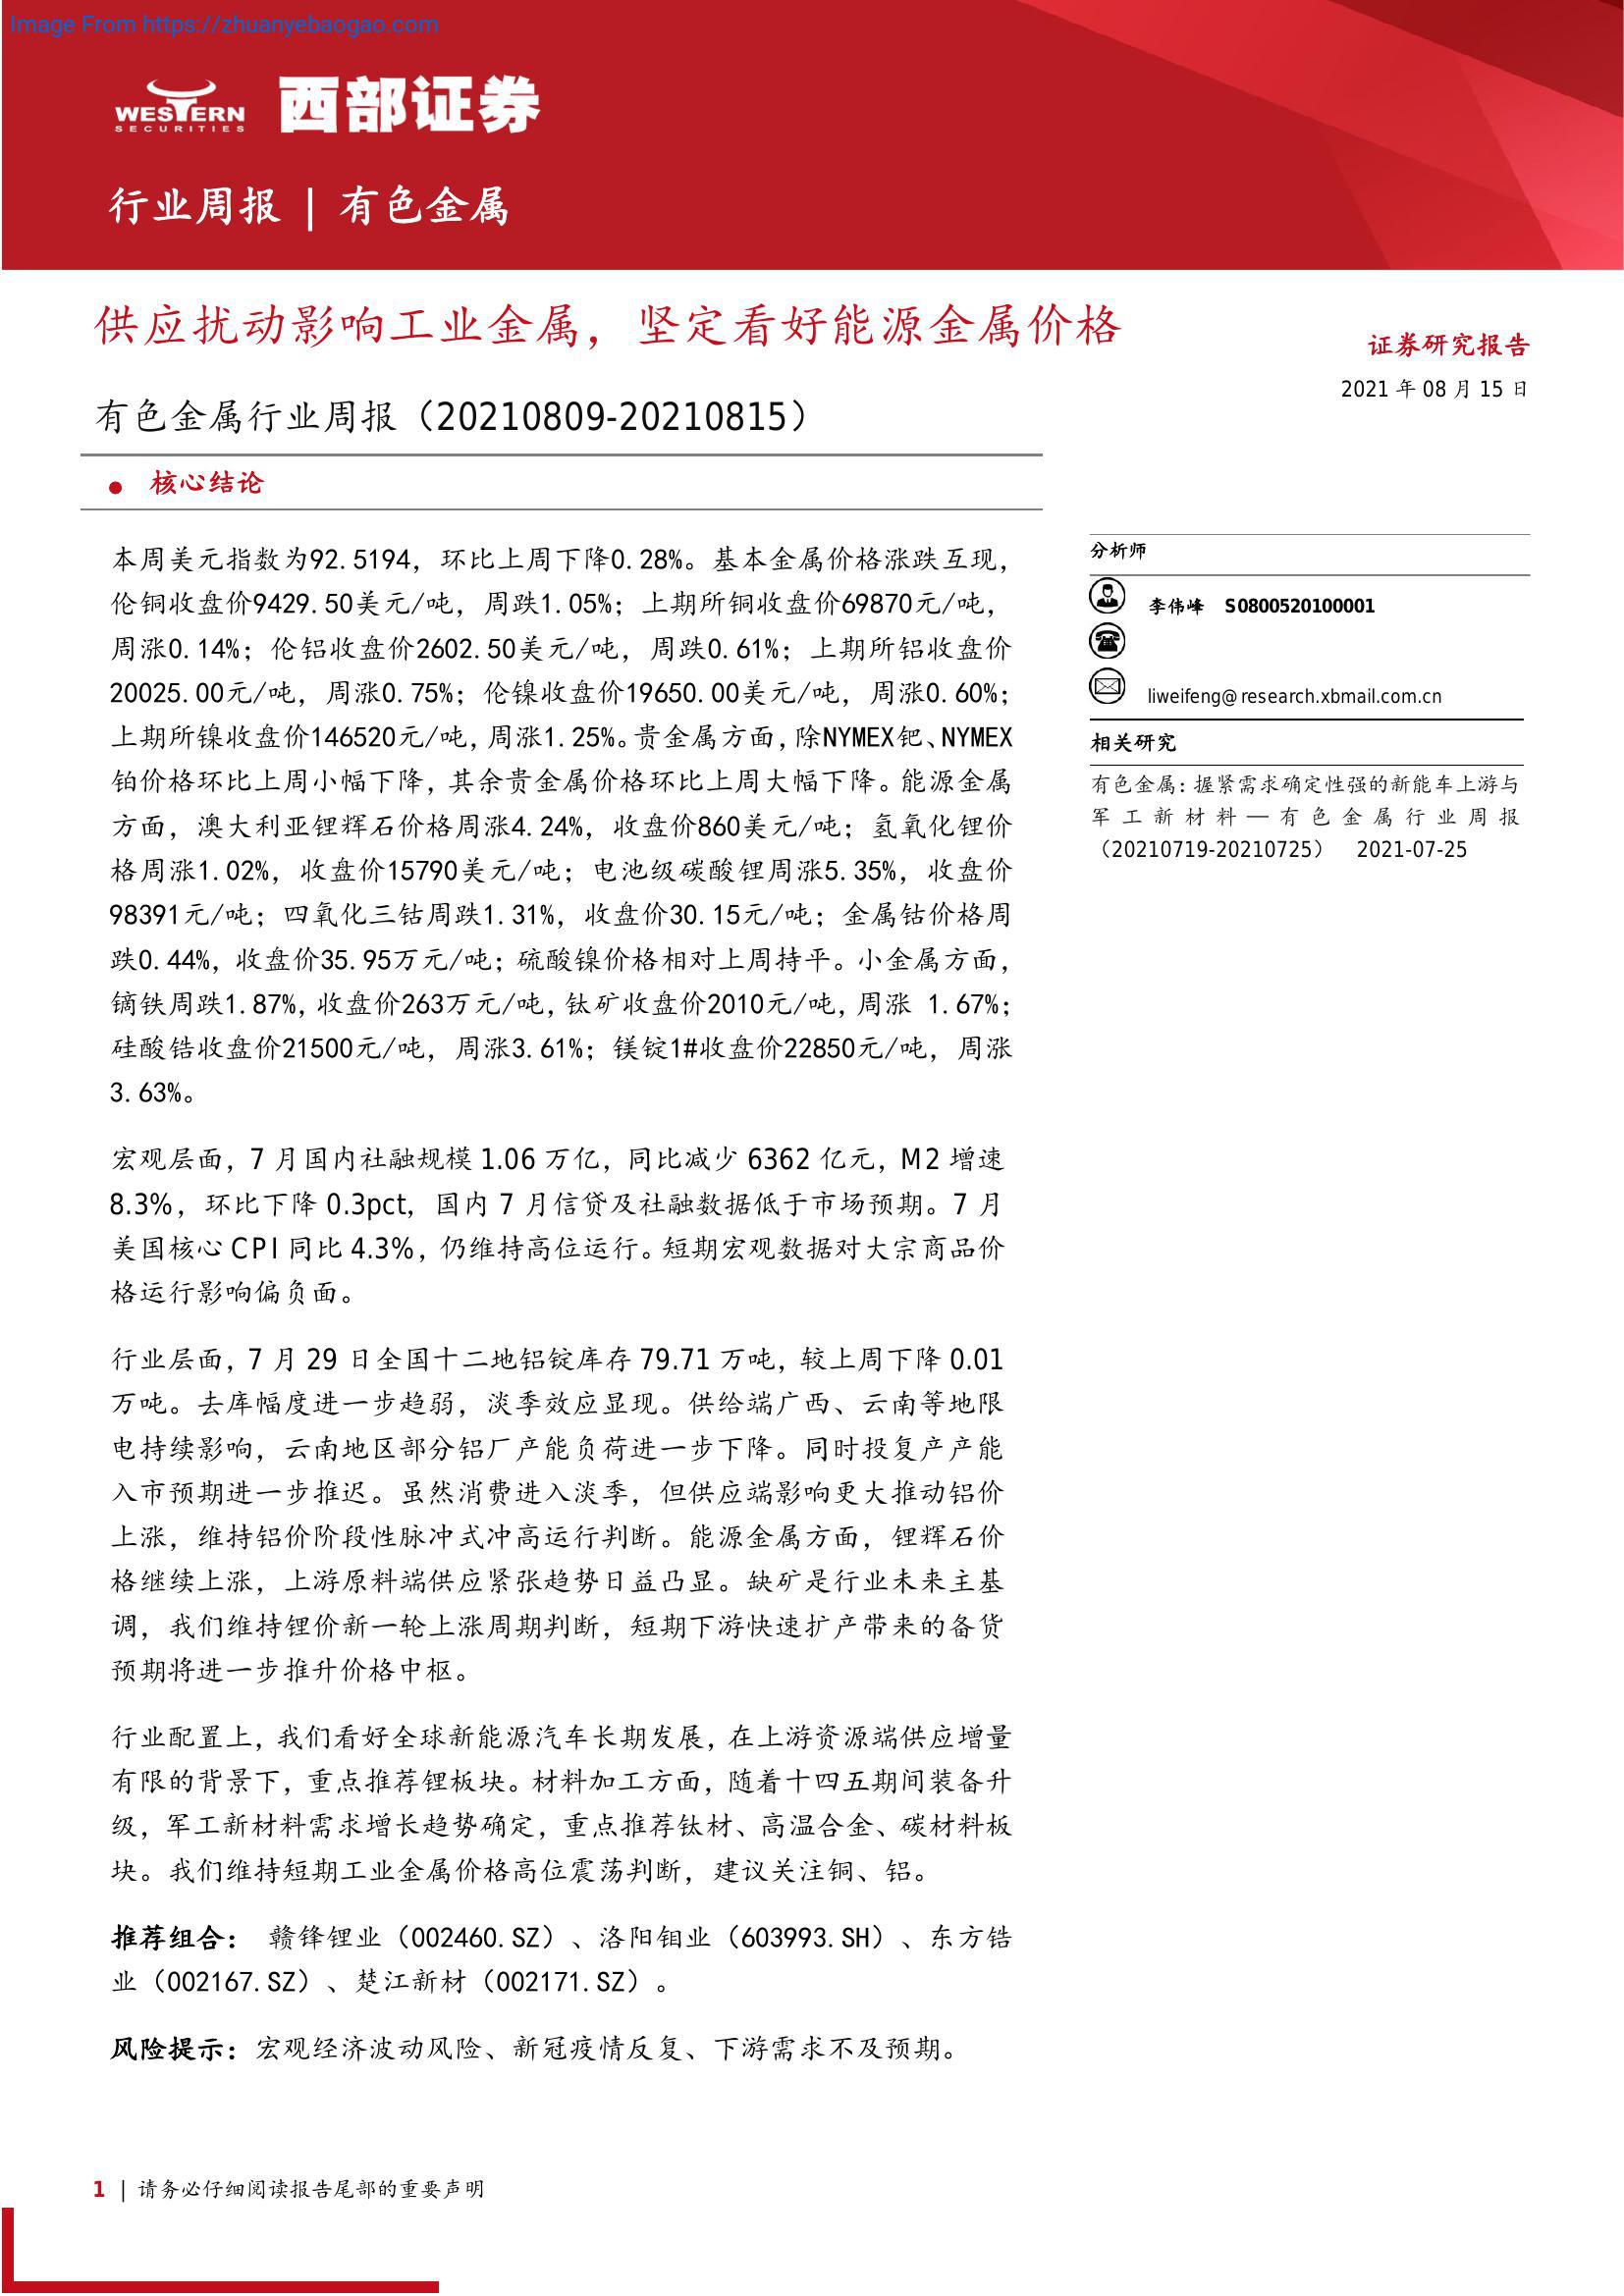 Image From https://zhuanyebaogao.com
WESTERN
SECURITIES
西部证券
行业周报 | 有色金属
供应扰动影响工业金属，坚定看好能源金属价格
有色金属行业周报（20210809-20210815）
证券研究报告
2021 年 08 月 15 日
● 核心结论
本周美元指数为92.5194，环比上周下降0.28%。基本金属价格涨跌互现，
伦铜收盘价9429.50美元/吨，周跌1.05%；上期所铜收盘价69870元/吨，
周涨0.14%；伦铝收盘价2602.50美元/吨，周跌0.61%；上期所铝收盘价
20025.00元/吨，周涨0.75%；伦镍收盘价19650.00美元/吨，周涨0.60%；
上期所镍收盘价146520元/吨，周涨1.25%。贵金属方面，除NYMEX钯、NYMEX
铂价格环比上周小幅下降，其余贵金属价格环比上周大幅下降。能源金属
方面，澳大利亚锂辉石价格周涨4.24%，收盘价860美元/吨；氢氧化锂价
格周涨1.02%，收盘价15790美元/吨；电池级碳酸锂周涨5.35%，收盘价
98391元/吨；四氧化三钴周跌1.31%，收盘价30.15元/吨；金属钴价格周
跌0.44%，收盘价35.95万元/吨；硫酸镍价格相对上周持平。小金属方面，
镝铁周跌1.87%，收盘价263万元/吨，钛矿收盘价2010元/吨，周涨 1.67%；
硅酸锆收盘价21500元/吨，周涨3.61%；镁锭1#收盘价22850元/吨，周涨
3.63%。
宏观层面，7 月国内社融规模 1.06 万亿，同比减少 6362 亿元，M2 增速
8.3%，环比下降 0.3pct，国内 7 月信贷及社融数据低于市场预期。7 月
美国核心 CPI 同比 4.3%，仍维持高位运行。短期宏观数据对大宗商品价
格运行影响偏负面。
行业层面，7 月 29 日全国十二地铝锭库存 79.71 万吨，较上周下降 0.01
万吨。去库幅度进一步趋弱，淡季效应显现。供给端广西、云南等地限
电持续影响，云南地区部分铝厂产能负荷进一步下降。同时投复产产能
入市预期进一步推迟。虽然消费进入淡季，但供应端影响更大推动铝价
上涨，维持铝价阶段性脉冲式冲高运行判断。能源金属方面，锂辉石价
格继续上涨，上游原料端供应紧张趋势日益凸显。缺矿是行业未来主基
调，我们维持锂价新一轮上涨周期判断，短期下游快速扩产带来的备货
预期将进一步推升价格中枢。
行业配置上，我们看好全球新能源汽车长期发展，在上游资源端供应增量
有限的背景下，重点推荐锂板块。材料加工方面，随着十四五期间装备升
级，军工新材料需求增长趋势确定，重点推荐钛材、高温合金、碳材料板
块。我们维持短期工业金属价格高位震荡判断，建议关注铜、铝。
推荐组合： 赣锋锂业（002460.SZ）、洛阳钼业（603993.SH）、东方锆
业（002167.SZ）、楚江新材（002171.SZ）。
风险提示：宏观经济波动风险、新冠疫情反复、下游需求不及预期。
分析师
李伟峰 S0800520100001
liweifeng@research.xbmail.com.cn
相关研究
有色金属：握紧需求确定性强的新能车上游与
军工新材料—有色金属行业周报
（20210719-20210725） 2021-07-25
1 | 请务必仔细阅读报告尾部的重要声明